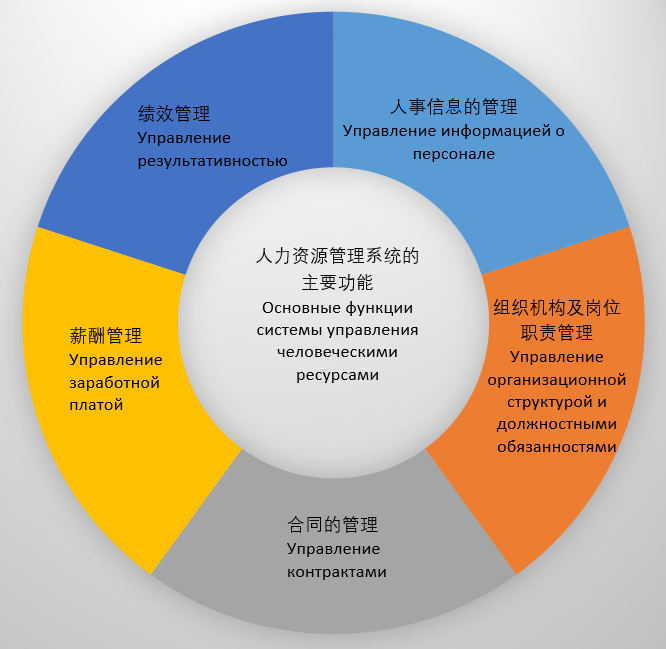 绩效管理
Управление
результативностью
人事信息的管理
Управление информацией о
персонале
人力资源管理系统的
主要功能
Основные функции
системы управления
человеческими
ресурсами
组织机构及岗位
职责管理
Управление
организационной
структурой и
должностными
обязанностями
薪酬管理
Управление
заработной
платой
合同的管理
Управление
контрактами